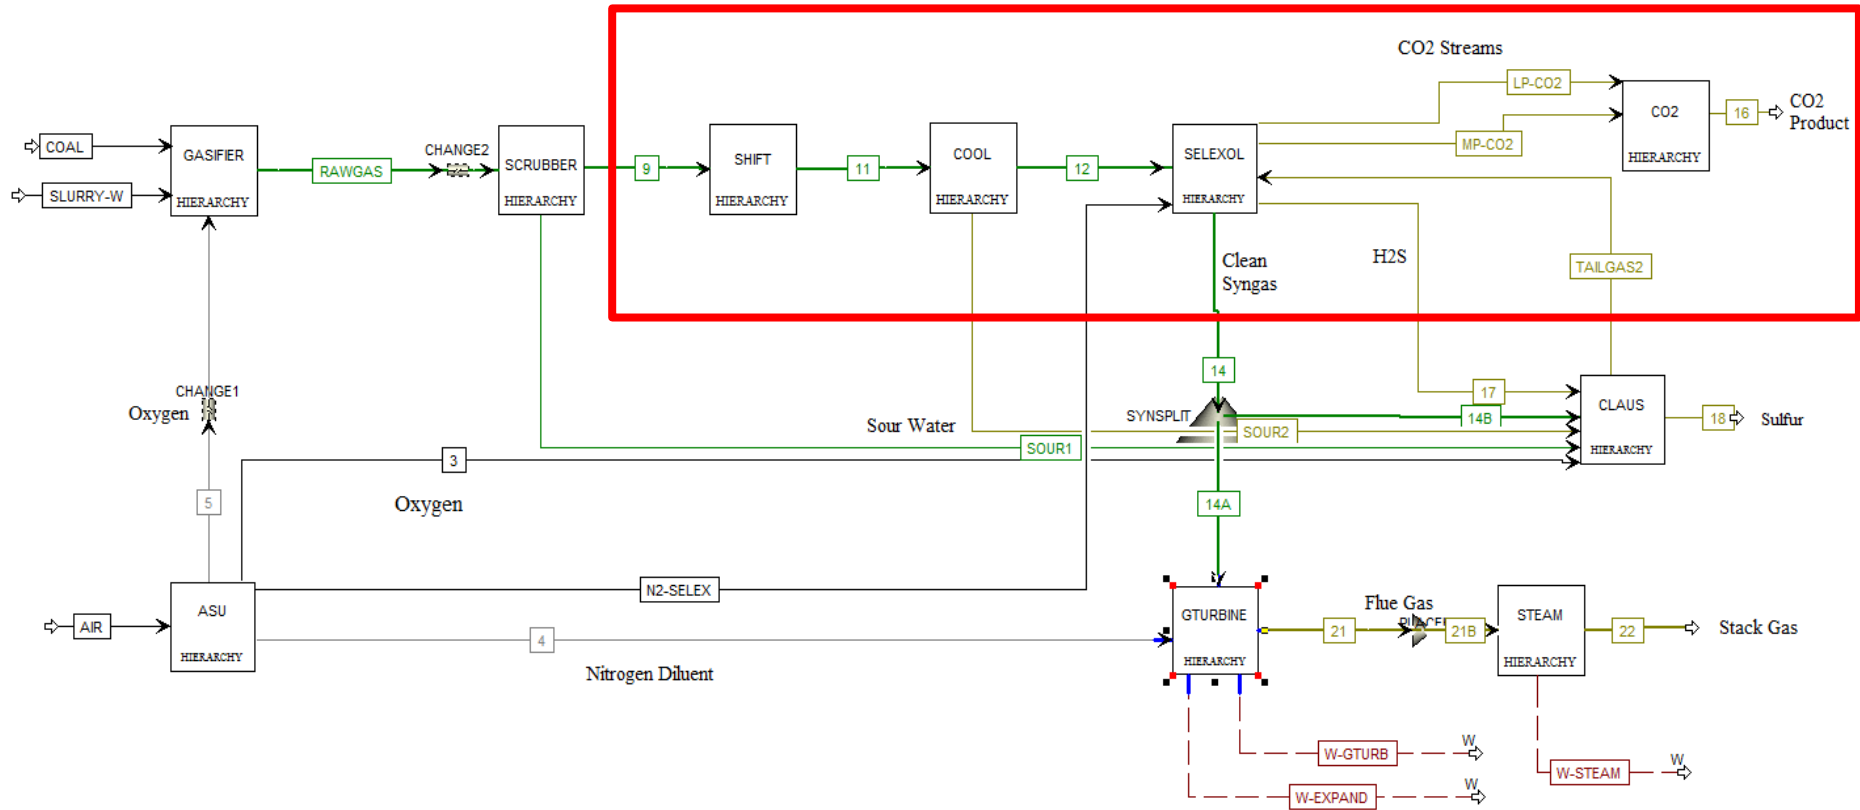 CO2 Streams
LP-CO2
CO2
HIERARCHY
16
CO2
Product
MP-CO2
COAL
SLURRY-W
GASIFIER
HIERARCHY
RAWGAS
CHANGE2
SCRUBBER
HIERARCHY
9
SHIFT
HIERARCHY
11
COOL
HIERARCHY
12
SELEXOL
HIERARCHY
Clean
Syngas
H2S
TAILGAS2
CHANGE1
Oxygen
14
SYNSPLIT
17
14B
CLAUS
HIERARCHY
18
Sulfur
Sour Water
SOUR2
SOUR1
3
Oxygen
5
14A
ASU
HIERARCHY
AIR
N2-SELEX
4
Nitrogen Diluent
GTURBINE
HIERARCHY
Flue Gas
21
21B
STEAM
HIERARCHY
22
Stack Gas
W-GTURB
W
W-EXPAND
W
W-STEAM
W